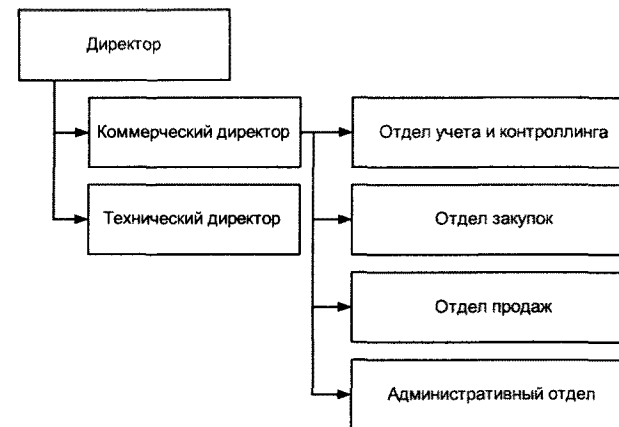 Директор
Коммерческий директор
Отдел учета и контроллинга
Технический директор
Отдел закупок
Отдел продаж
Административный отдел